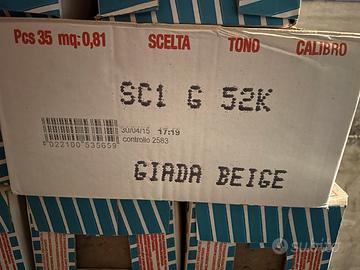 Pcs 35 mq: 0,81 SCELTA TONO CALIBRO
SC1 G 52K
30/04/15 17:19
F022100 535659 controllo 2583
GIADA BEIGE
subito